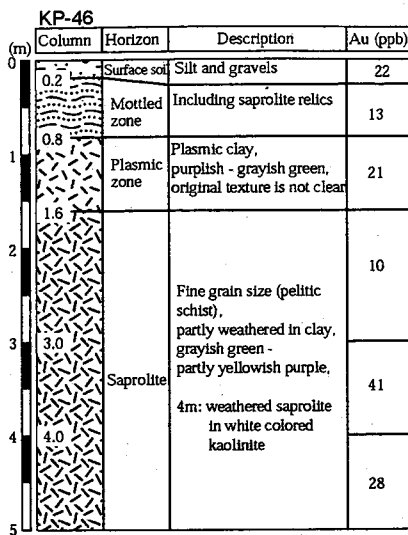 KP-46
(m) Column Horizon Description Au (ppb)
0 Surface soil Silt and gravels 22
0.2
Mottled zone Including saprolite relics 13
0.8
1 Plasmic zone Plasmic clay,
purplish - grayish green,
original texture is not clear 21
1.6
2 10
Fine grain size (pelitic
schist),
partly weathered in clay,
3 3.0 grayish green -
partly yellowish purple,
Saprolite 41
4m: weathered saprolite
in white colored
4 4.0 kaolinite
28
5